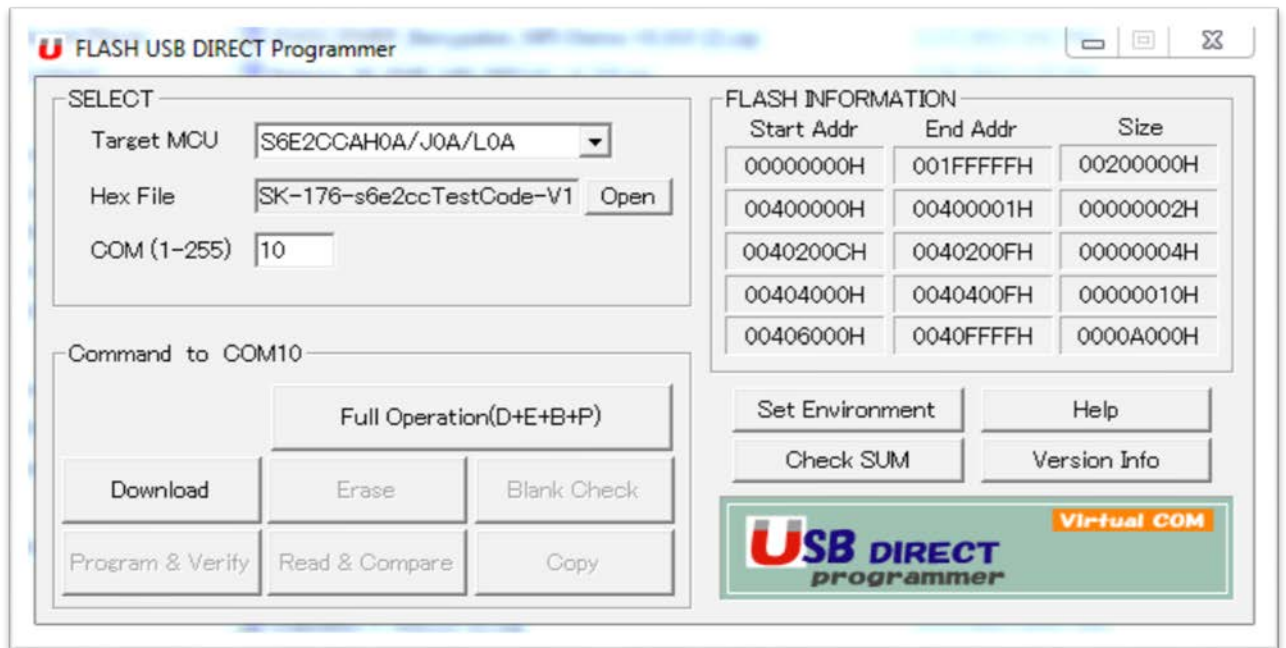 FLASH USB DIRECT Programmer
SELECT
Target MCU S6E2CCAH0A/J0A/L0A
Hex File SK-176-s6e2ccTestCode-V1 Open
COM (1-255) 10
Command to COM10
Full Operation(D+E+B+P)
Download Erase Blank Check
Program & Verify Read & Compare Copy
FLASH INFORMATION
Start Addr End Addr Size
00000000H 001FFFFFH 00200000H
00400000H 00400001H 00000002H
0040200CH 0040200FH 00000004H
00404000H 0040400FH 00000010H
00406000H 0040FFFFH 0000A000H
Set Environment Help
Check SUM Version Info
Virtual COM
USB DIRECT
programmer